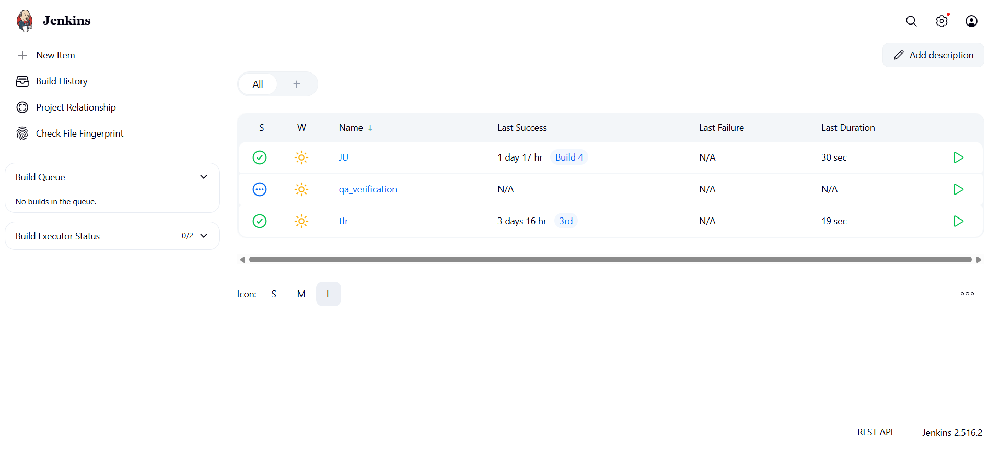 Jenkins
New Item
Build History
Project Relationship
Check File Fingerprint
Build Queue
No builds in the queue.
Build Executor Status 0/2
Add description
All +
S W Name ↓ Last Success Last Failure Last Duration
JU 1 day 17 hr Build 4 N/A 30 sec
qa_verification N/A N/A N/A
tfr 3 days 16 hr 3rd N/A 19 sec
Icon: S M L
REST API Jenkins 2.516.2